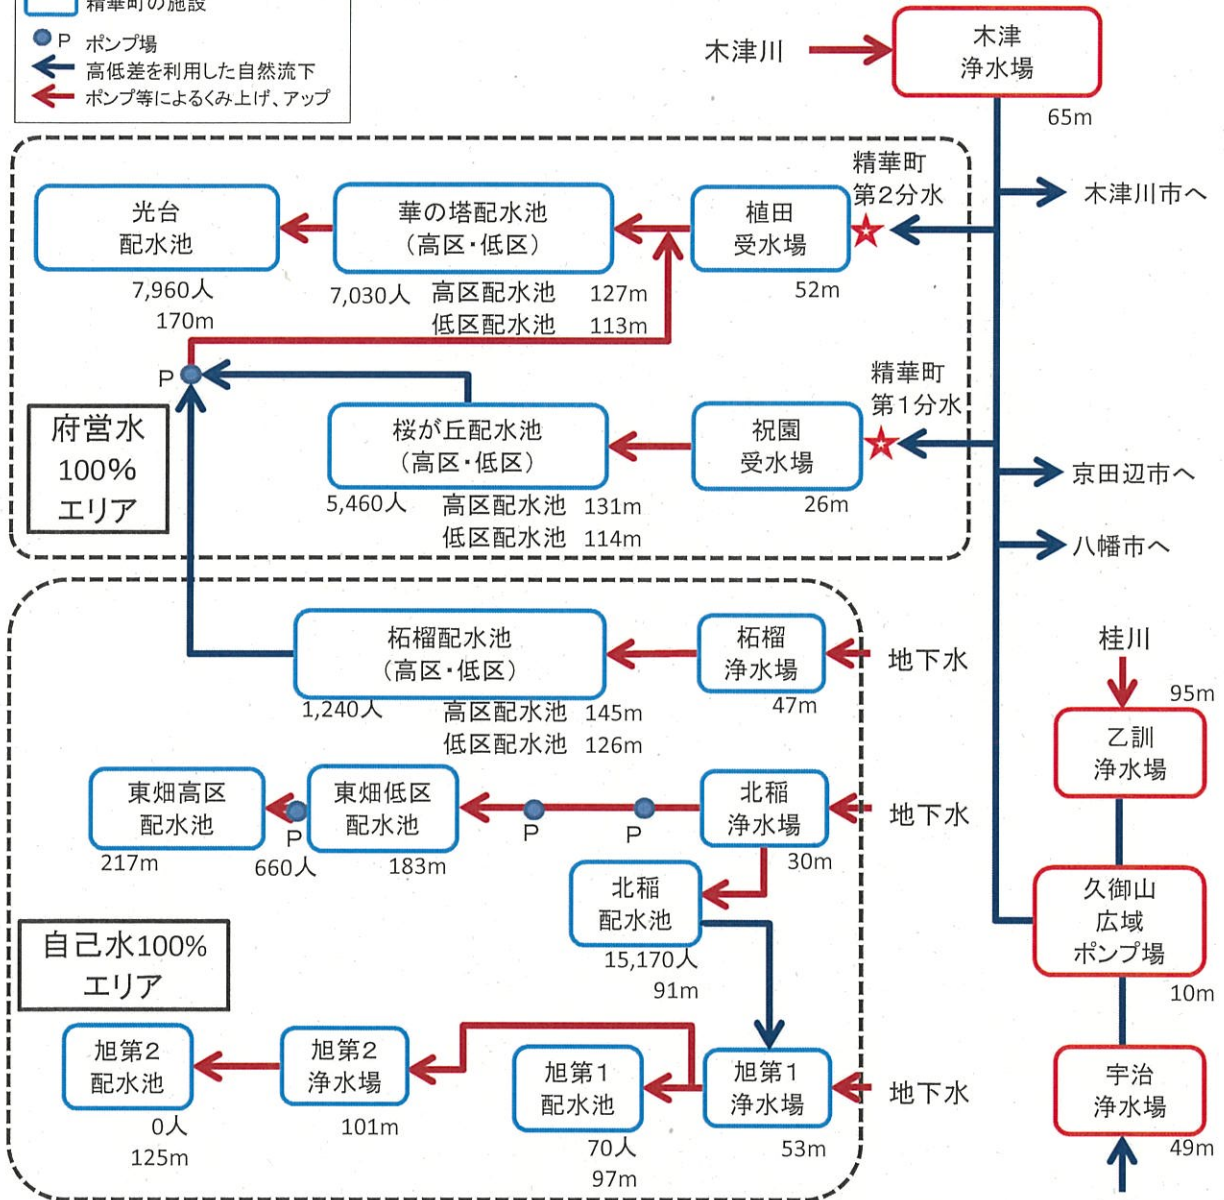 精華町の施設
P ポンプ場
高低差を利用した自然流下
ポンプ等によるくみ上げ、アップ
木津川
木津
浄水場
65m
木津川市へ
精華町
第2分水
光台
配水池
7,960人
170m
華の塔配水池
(高区・低区)
7,030人 高区配水池 127m
低区配水池 113m
植田
受水場
52m
P
精華町
第1分水
府営水
100%
エリア
桜が丘配水池
(高区・低区)
5,460人 高区配水池 131m
低区配水池 114m
祝園
受水場
26m
京田辺市へ
八幡市へ
柘榴配水池
(高区・低区)
1,240人 高区配水池 145m
低区配水池 126m
柘榴
浄水場
47m
地下水
桂川
95m
乙訓
浄水場
東畑高区
配水池
217m
P
660人
東畑低区
配水池
183m
P
P
北稲
浄水場
30m
地下水
北稲
配水池
15,170人
91m
久御山
広域
ポンプ場
10m
自己水100%
エリア
旭第2
配水池
0人
125m
旭第2
浄水場
101m
旭第1
配水池
70人
97m
旭第1
浄水場
53m
地下水
宇治
浄水場
49m